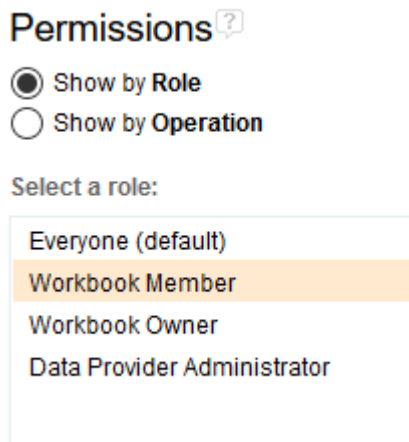 Permissions ?
Show by Role
Show by Operation
Select a role:
Everyone (default)
Workbook Member
Workbook Owner
Data Provider Administrator